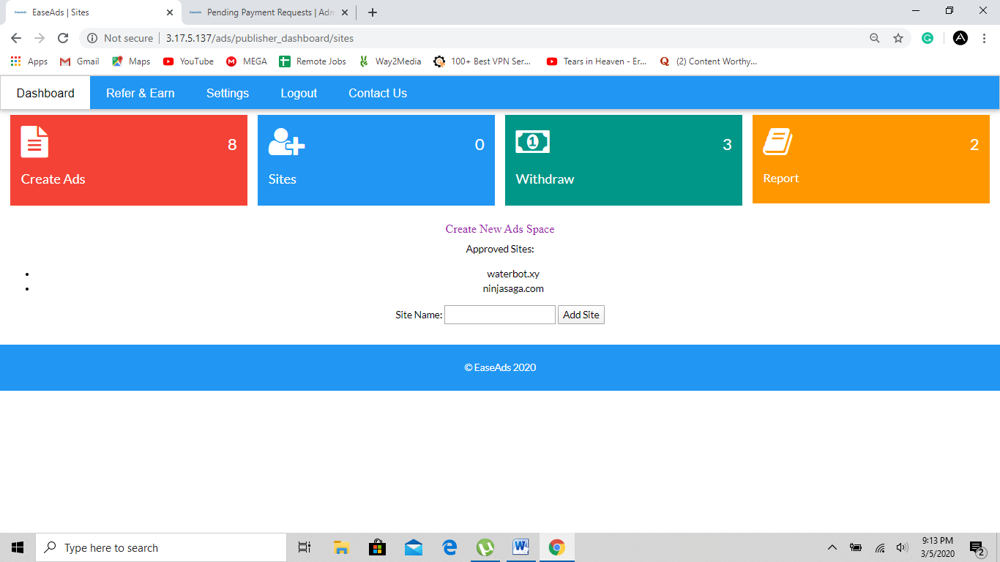 EaseAds | Sites
Pending Payment Requests | Adm
Not secure
3.17.5.137/ads/publisher_dashboard/sites
Apps Gmail Maps YouTube MEGA Remote Jobs Way2Media 100+ Best VPN Ser... Tears in Heaven - Er... (2) Content Worthy...
Dashboard Refer & Earn Settings Logout Contact Us
8
Create Ads
0
Sites
1
3
Withdraw
2
Report
Create New Ads Space
Approved Sites:
waterbot.xy
ninjasaga.com
Site Name: Add Site
© EaseAds 2020
Type here to search
9:13 PM
3/5/2020
2